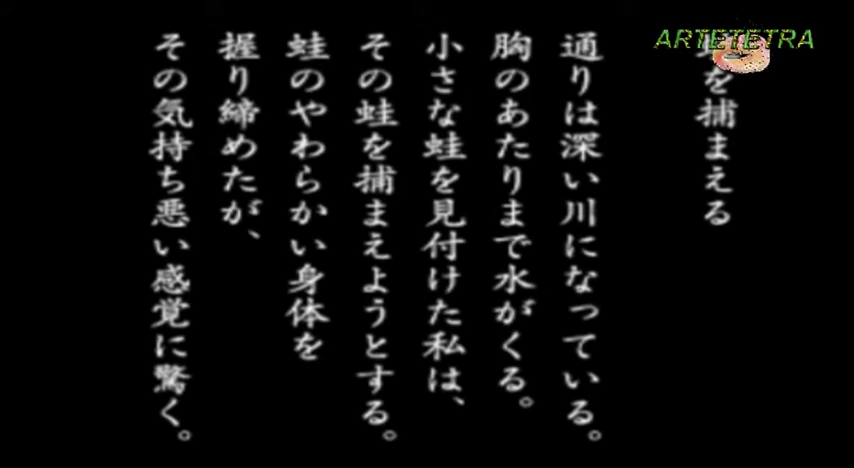 を捕まえる
通りは深い川になっている。
胸のあたりまで水がくる。
小さな蛙を見付けた私は、
その蛙を捕まえようとする。
蛙のやわらかい身体を
握り締めたが、
その気持ち悪い感覚に驚く。
ARTETETRA